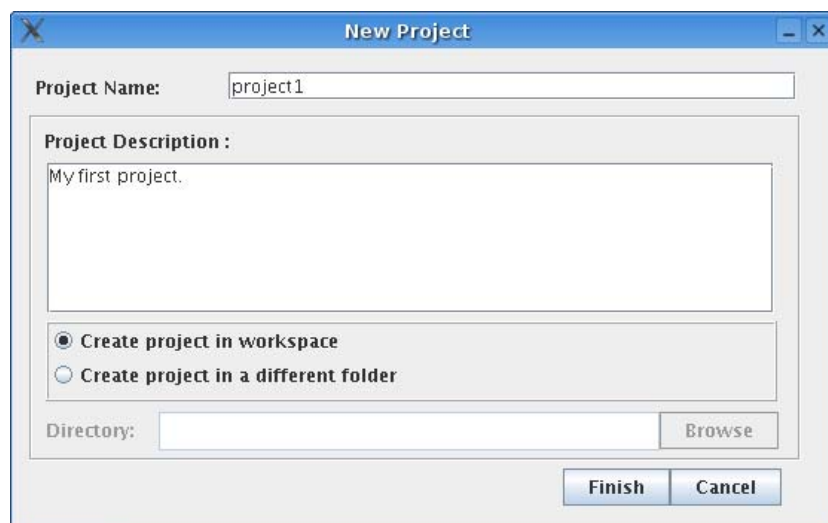 New Project
Project Name: project1
Project Description :
My first project.
Create project in workspace
Create project in a different folder
Directory: Browse
Finish Cancel